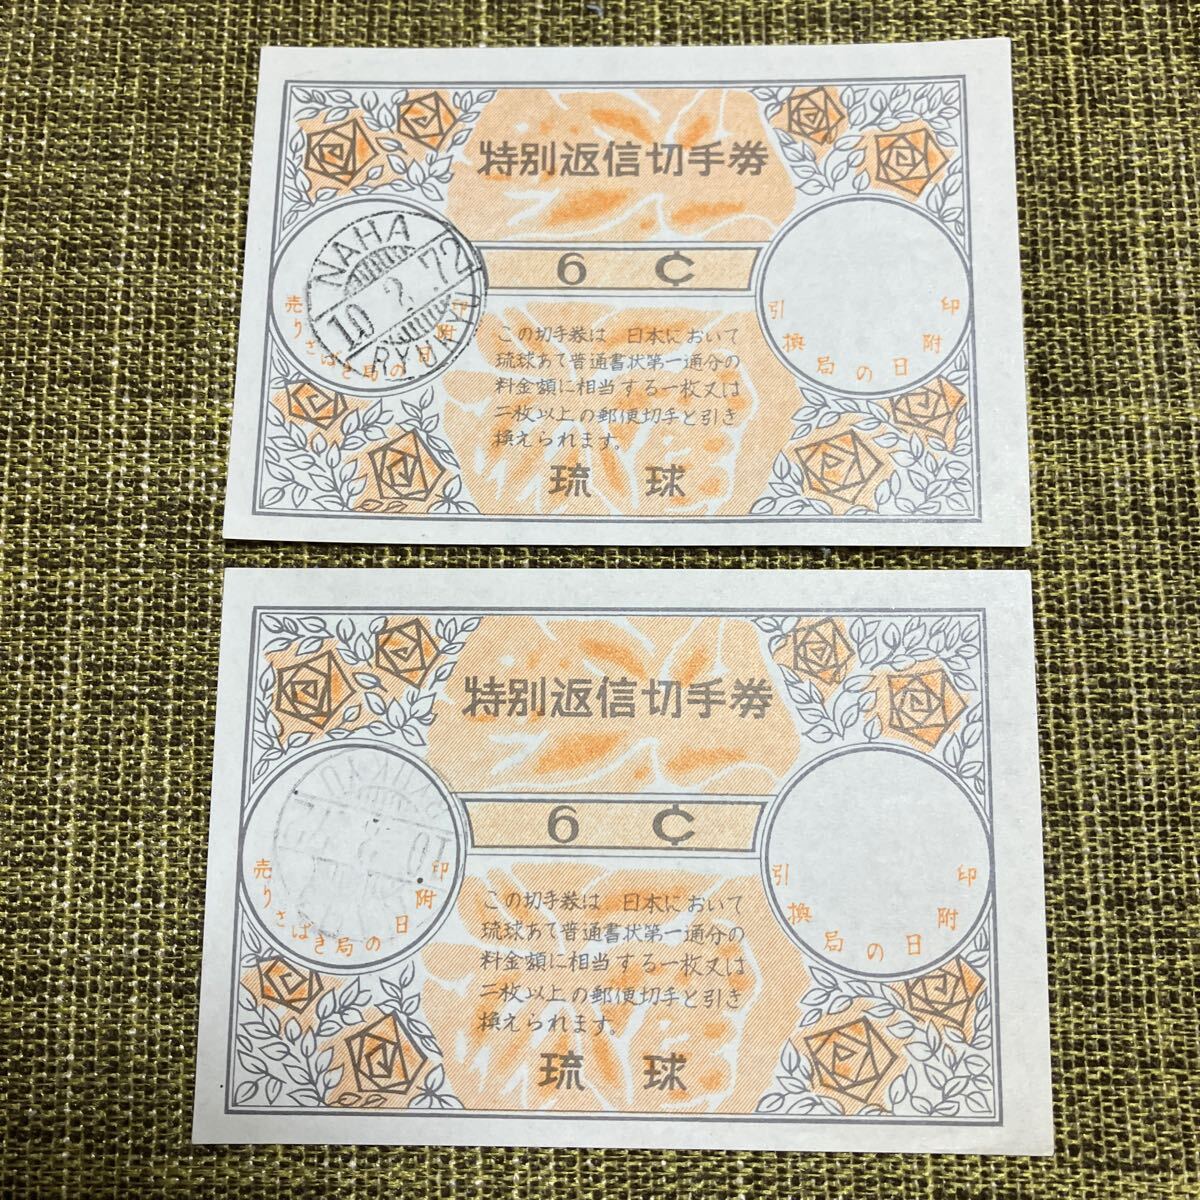 特別返信切手券
6 ¢
NAHA
10.2.72
RYUKYU
売りさばき局の日附印
引換局の日附印
この切手券は、日本において
琉球あて普通書状第一通分の
料金額に相当する一枚又は
二枚以上の郵便切手と引き
換えられます。
琉球
特別返信切手券
6 ¢
売りさばき局の日附印
引換局の日附印
この切手券は、日本において
琉球あて普通書状第一通分の
料金額に相当する一枚又は
二枚以上の郵便切手と引き
換えられます。
琉球